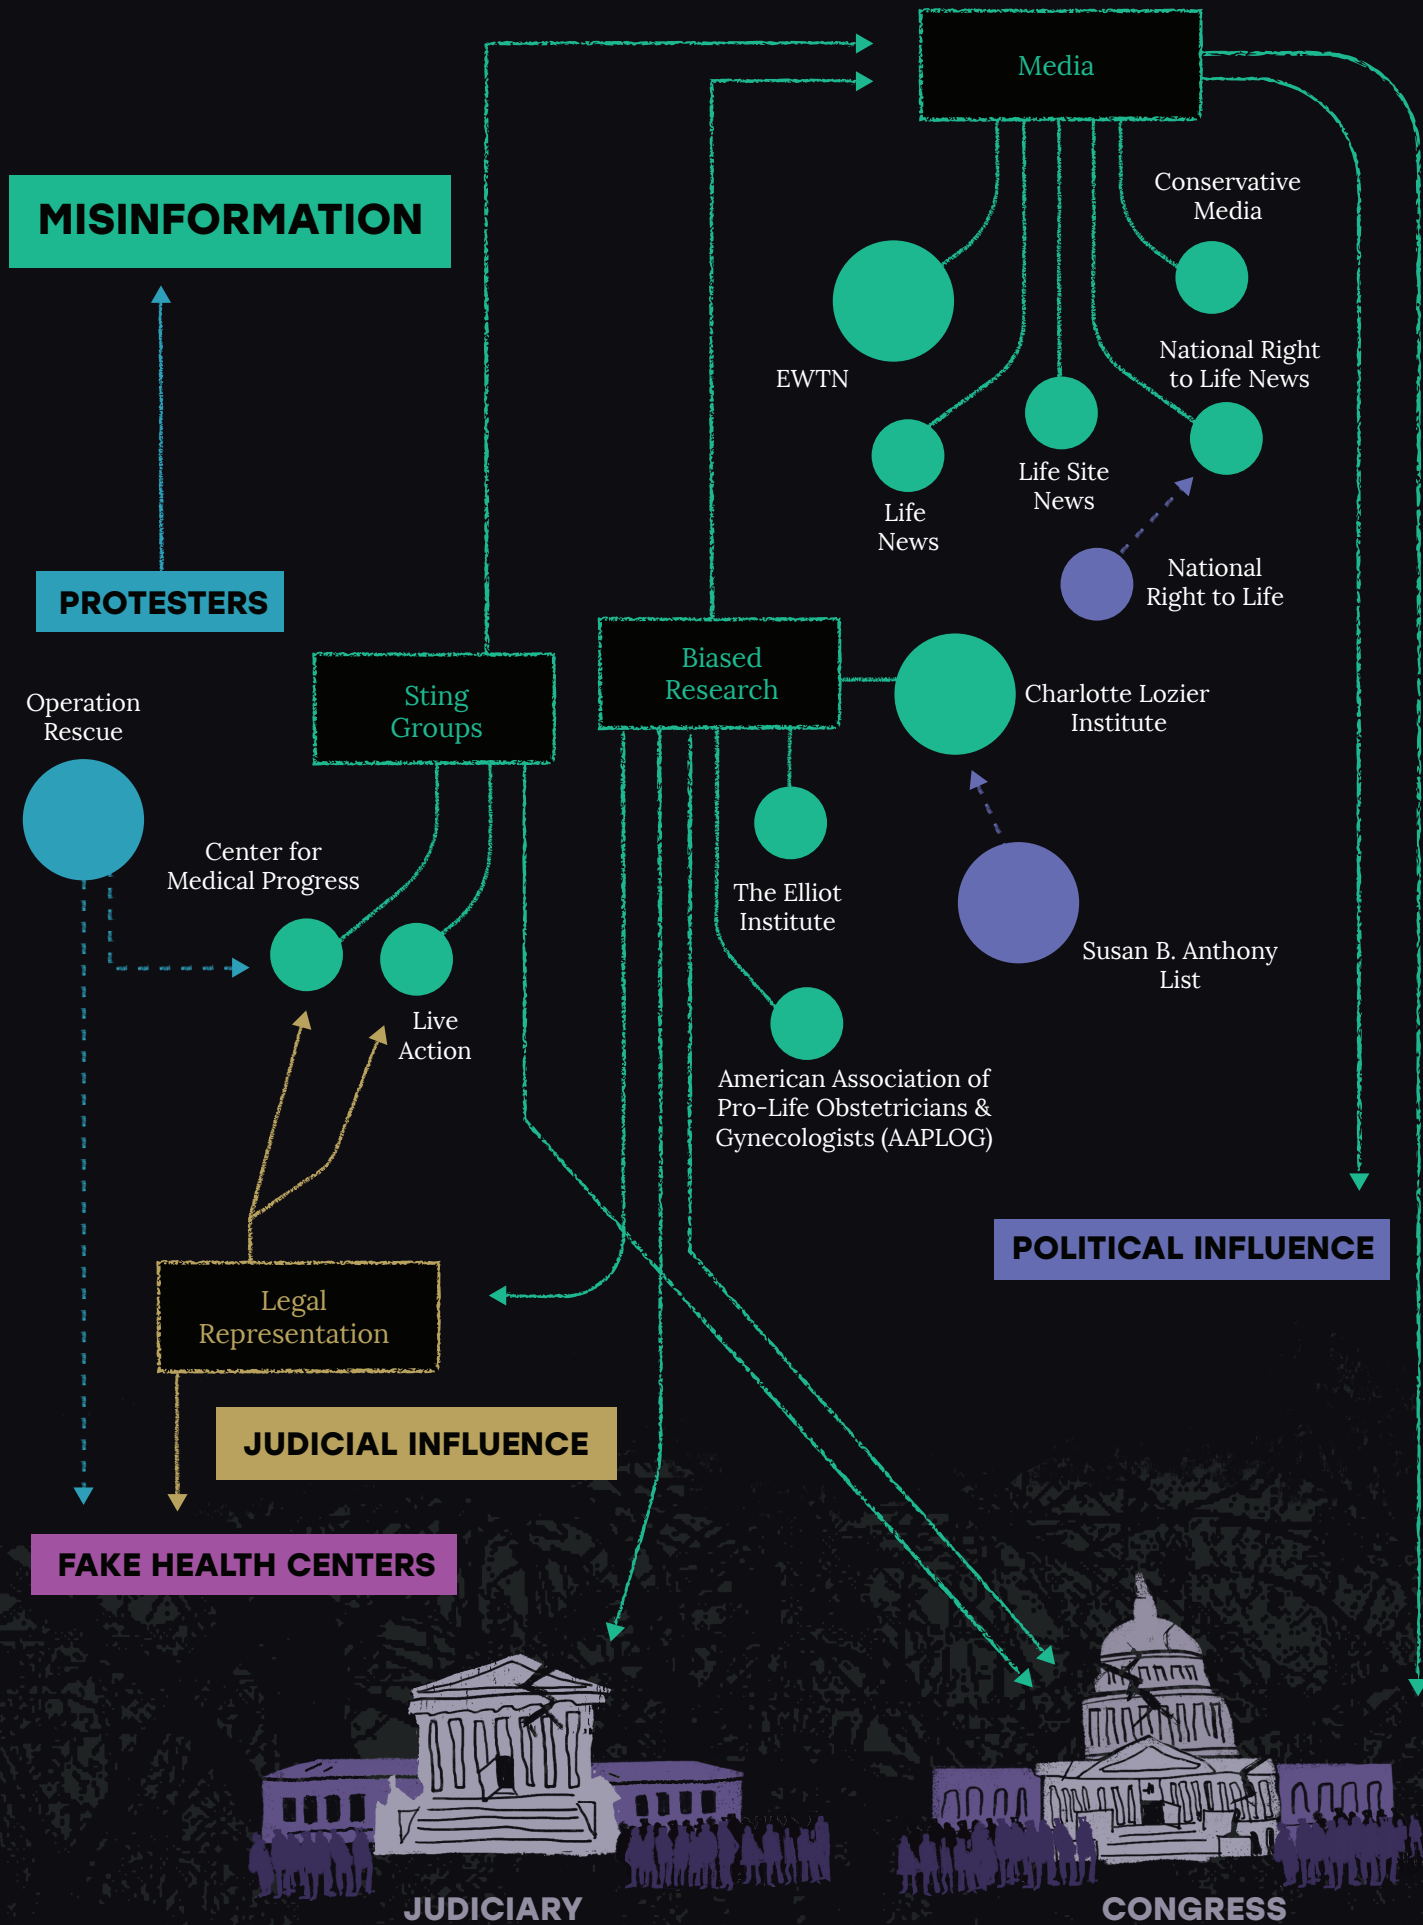 Media
Conservative
Media
MISINFORMATION
National Right
to Life News
EWTN
Life Site
News
Life
News
National
Right to Life
PROTESTERS
Biased
Research
Sting
Groups
Charlotte Lozier
Institute
Operation
Rescue
Center for
Medical Progress
The Elliot
Institute
Susan B. Anthony
List
Live
Action
American Association of
Pro-Life Obstetricians &
Gynecologists (AAPLOG)
POLITICAL INFLUENCE
Legal
Representation
JUDICIAL INFLUENCE
FAKE HEALTH CENTERS
JUDICIARY
CONGRESS